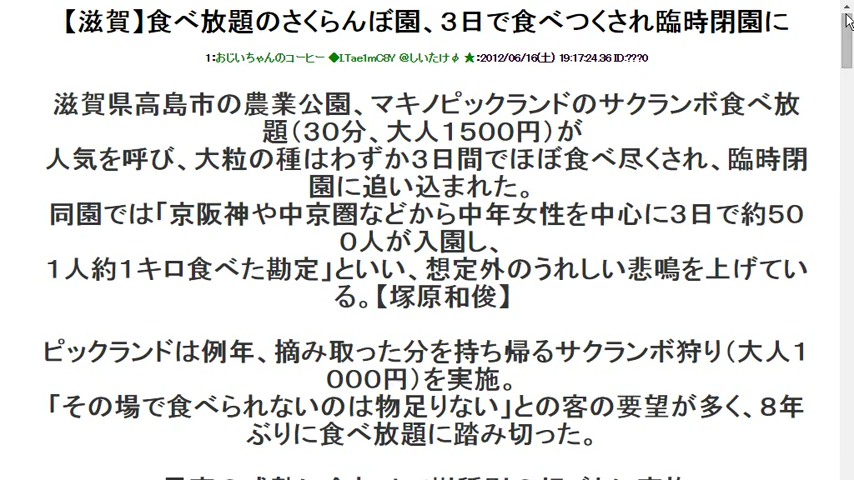 【滋賀】食べ放題のさくらんぼ園、３日で食べつくされ臨時閉園に
1:おじいちゃんのコーヒー ◆I.Tae1mC8Y @しいたけφ ★:2012/06/16(土) 19:17:24.36 ID:???0
滋賀県高島市の農業公園、マキノピックランドのサクランボ食べ放
題（３０分、大人１５００円）が
人気を呼び、大粒の種はわずか３日間でほぼ食べ尽くされ、臨時閉
園に追い込まれた。
同園では「京阪神や中京圏などから中年女性を中心に３日で約５０
０人が入園し、
１人約１キロ食べた勘定」といい、想定外のうれしい悲鳴を上げてい
る。【塚原和俊】
ピックランドは例年、摘み取った分を持ち帰るサクランボ狩り（大人１
０００円）を実施。
「その場で食べられないのは物足りない」との客の要望が多く、８年
ぶりに食べ放題に踏み切った。